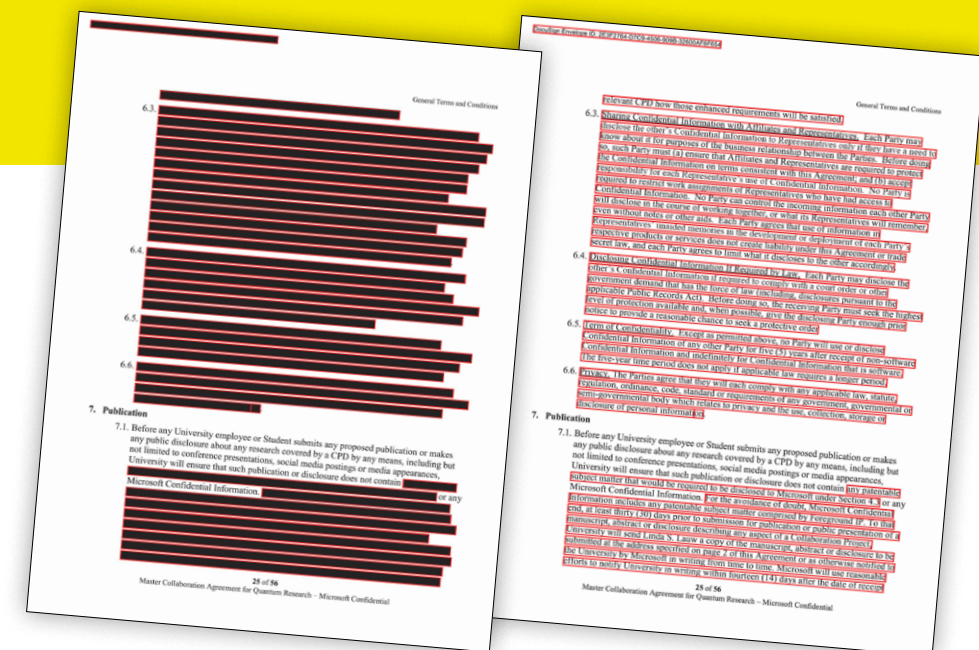 General Terms and Conditions
6.3.
6.4.
6.5.
6.6.
7. Publication
7.1. Before any University employee or Student submits any proposed publication or makes
any public disclosure about any research covered by a CPD by any means, including but
not limited to conference presentations, social media postings or media appearances,
University will ensure that such publication or disclosure does not contain
or any
Microsoft Confidential Information.
25 of 56
Master Collaboration Agreement for Quantum Research – Microsoft Confidential
DocuSign Envelope ID:
General Terms and Conditions
relevant CPD how those enhanced requirements will be satisfied.
6.3. Sharing Confidential Information with Affiliates and Representatives. Each Party may
disclose the other's Confidential Information to Representatives only if they have a need to
know about it for purposes of the business relationship between the Parties. Before doing
so, such Party must (a) ensure that Affiliates and Representatives are required to protect
the Confidential Information on terms consistent with this Agreement; and (b) accept
responsibility for each Representative's use of Confidential Information. No Party is
required to restrict work assignments of Representatives who have had access to
Confidential Information. No Party can control the incoming information each other Party
will disclose in the course of working together, or what its Representatives will remember,
even without notes or other aids. Each Party agrees that use of information in
Representatives' unaided memories in the development or deployment of each Party's
respective products or services does not create liability under this Agreement or trade
secret law, and each Party agrees to limit what it discloses to the other accordingly.
6.4. Disclosing Confidential Information If Required by Law. Each Party may disclose the
other's Confidential Information if required to comply with a court order or other
government demand that has the force of law (including, disclosures pursuant to the
applicable Public Records Act). Before doing so, the receiving Party must seek the highest
level of protection available and, when possible, give the disclosing Party enough prior
notice to provide a reasonable chance to seek a protective order.
6.5. Term of Confidentiality. Except as permitted above, no Party will use or disclose
Confidential Information of any other Party for five (5) years after receipt of non-software
Confidential Information and indefinitely for Confidential Information that is software.
The five-year time period does not apply if applicable law requires a longer period.
6.6. Privacy. The Parties agree that they will each comply with any applicable law, statute,
regulation, ordinance, code, standard or requirements of any government, governmental or
semi-governmental body which relates to privacy and the use, collection, storage or
disclosure of personal information.
7. Publication
7.1. Before any University employee or Student submits any proposed publication or makes
any public disclosure about any research covered by a CPD by any means, including but
not limited to conference presentations, social media postings or media appearances,
University will ensure that such publication or disclosure does not contain any patentable
subject matter that would be required to be disclosed to Microsoft under Section 4.3 or any
Microsoft Confidential Information. For the avoidance of doubt, Microsoft Confidential
Information includes any patentable subject matter comprised by Foreground IP. To that
end, at least thirty (30) days prior to submission for publication or public presentation of a
manuscript, abstract or disclosure describing any aspect of a Collaboration Project,
University will send Linda S. Lauw a copy of the manuscript, abstract or disclosure to be
submitted at the address specified on page 2 of this Agreement or as otherwise notified to
the University by Microsoft in writing from time to time. Microsoft will use reasonable
efforts to notify University in writing within fourteen (14) days after the date of receipt
25 of 56
Master Collaboration Agreement for Quantum Research – Microsoft Confidential